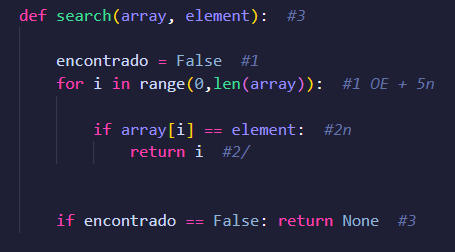 def search(array, element):  #3
encontrado = False  #1
for i in range(0,len(array)):  #1 OE + 5n
if array[i] == element:  #2n
return i  #2/
if encontrado == False: return None  #3